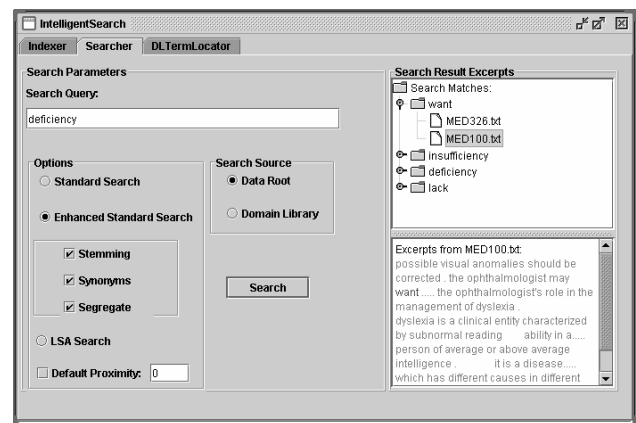 IntelligentSearch
Indexer Searcher DLTermLocator
Search Parameters
Search Query:
deficiency
Options
Standard Search
Enhanced Standard Search
Stemming
Synonyms
Segregate
LSA Search
Default Proximity: 0
Search Source
Data Root
Domain Library
Search
Search Result Excerpts
Search Matches:
want
MED326.txt
MED100.txt
insufficiency
deficiency
lack
Excerpts from MED100.txt:
possible visual anomalies should be
corrected . the ophthalmologist may
want ..... the ophthalmologist's role in the
management of dyslexia .
dyslexia is a clinical entity characterized
by subnormal reading ability in a.....
person of average or above average
intelligence . it is a disease.....
which has different causes in different